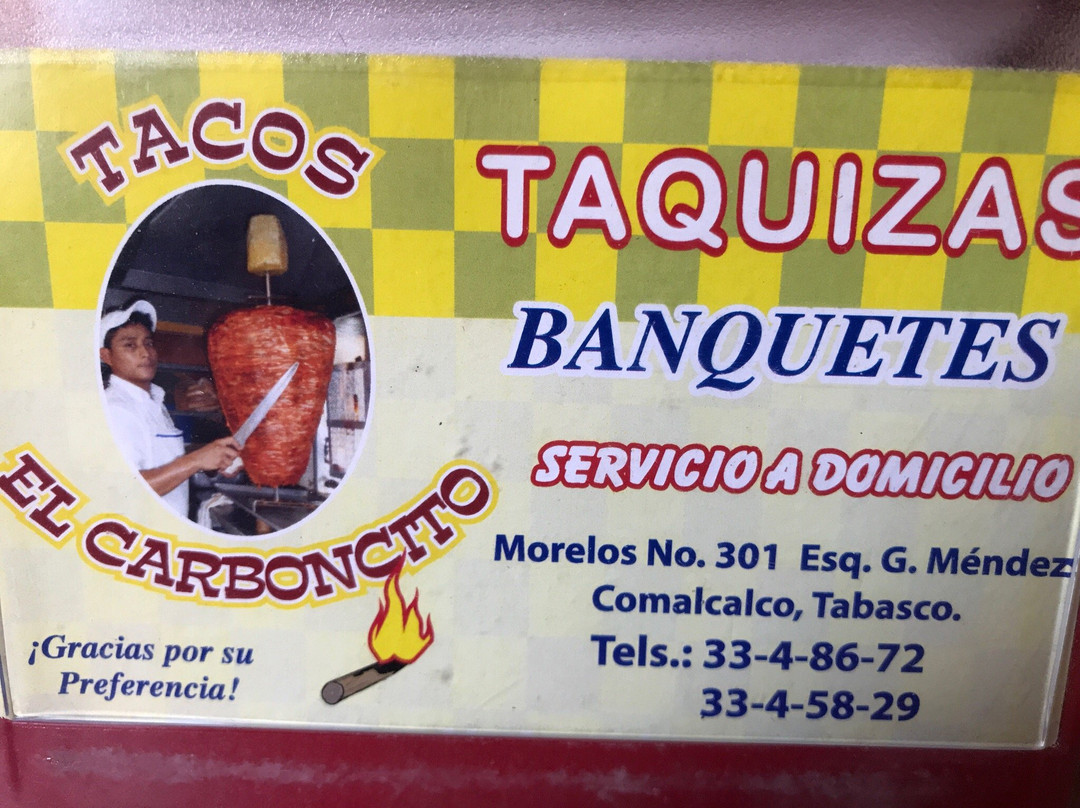 TACOS
EL CARBONCITO
¡Gracias por su
Preferencia!
TAQUIZAS
BANQUETES
SERVICIO A DOMICILIO
Morelos No. 301 Esq. G. Méndez
Comalcalco, Tabasco.
Tels.: 33-4-86-72
33-4-58-29